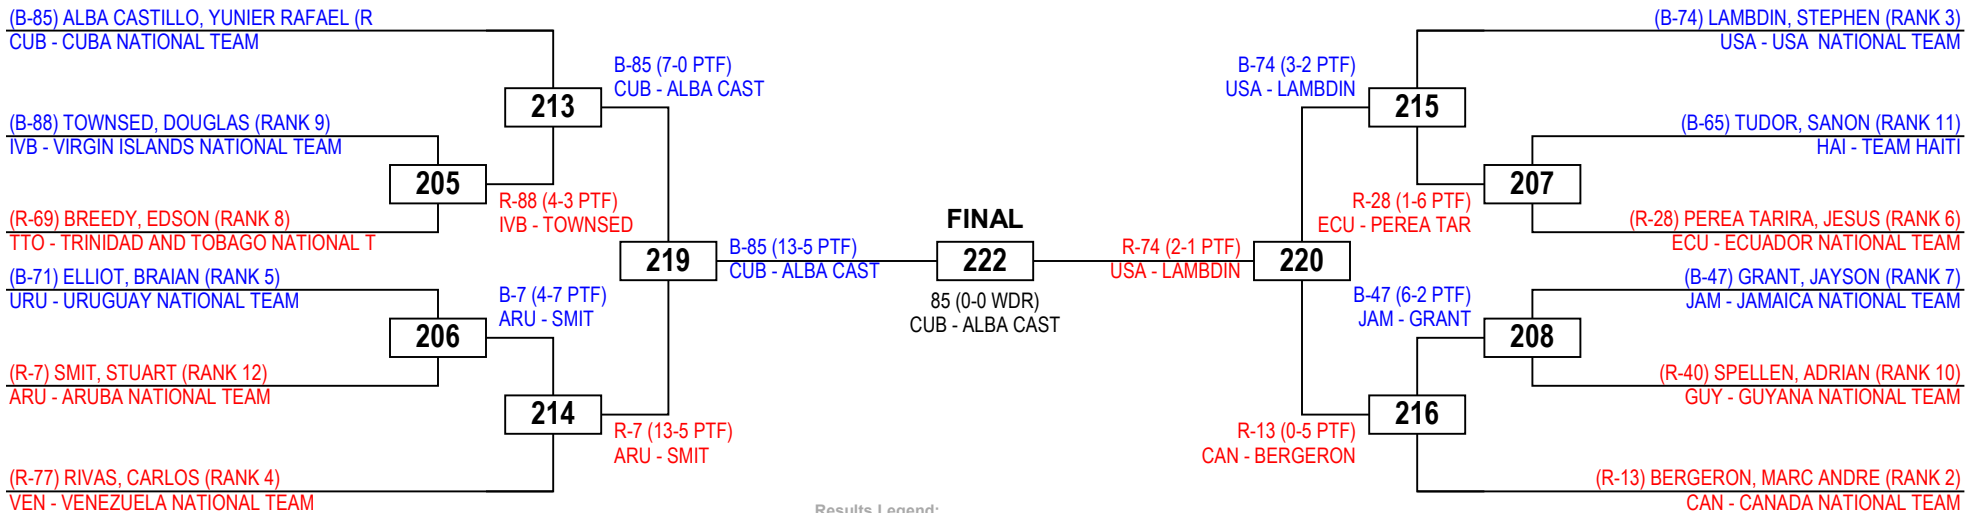 (B-85) ALBA CASTILLO, YUNIER RAFAEL (R
CUB - CUBA NATIONAL TEAM
(B-88) TOWNSED, DOUGLAS (RANK 9)
IVB - VIRGIN ISLANDS NATIONAL TEAM
(R-69) BREEDY, EDSON (RANK 8)
TTO - TRINIDAD AND TOBAGO NATIONAL T
(B-71) ELLIOT, BRAIAN (RANK 5)
URU - URUGUAY NATIONAL TEAM
(R-7) SMIT, STUART (RANK 12)
ARU - ARUBA NATIONAL TEAM
(R-77) RIVAS, CARLOS (RANK 4)
VEN - VENEZUELA NATIONAL TEAM
205
206
R-88 (4-3 PTF)
IVB - TOWNSED
B-7 (4-7 PTF)
ARU - SMIT
213
214
B-85 (7-0 PTF)
CUB - ALBA CAST
R-7 (13-5 PTF)
ARU - SMIT
219
B-85 (13-5 PTF)
CUB - ALBA CAST
FINAL
222
85 (0-0 WDR)
CUB - ALBA CAST
Results Legend:
R-74 (2-1 PTF)
USA - LAMBDIN
220
B-74 (3-2 PTF)
USA - LAMBDIN
R-13 (0-5 PTF)
CAN - BERGERON
215
216
R-28 (1-6 PTF)
ECU - PEREA TAR
B-47 (6-2 PTF)
JAM - GRANT
207
208
(B-74) LAMBDIN, STEPHEN (RANK 3)
USA - USA NATIONAL TEAM
(B-65) TUDOR, SANON (RANK 11)
HAI - TEAM HAITI
(R-28) PEREA TARIRA, JESUS (RANK 6)
ECU - ECUADOR NATIONAL TEAM
(B-47) GRANT, JAYSON (RANK 7)
JAM - JAMAICA NATIONAL TEAM
(R-40) SPELLEN, ADRIAN (RANK 10)
GUY - GUYANA NATIONAL TEAM
(R-13) BERGERON, MARC ANDRE (RANK 2)
CAN - CANADA NATIONAL TEAM